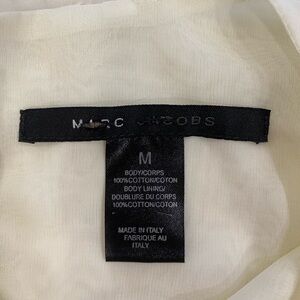 MARC JACOBS
M
BODY/CORPS
100%COTTON/COTON
BODY LINING/
DOUBLURE DU CORPS
100%COTTON/COTON
MADE IN ITALY
FABRIQUE AU
ITALY